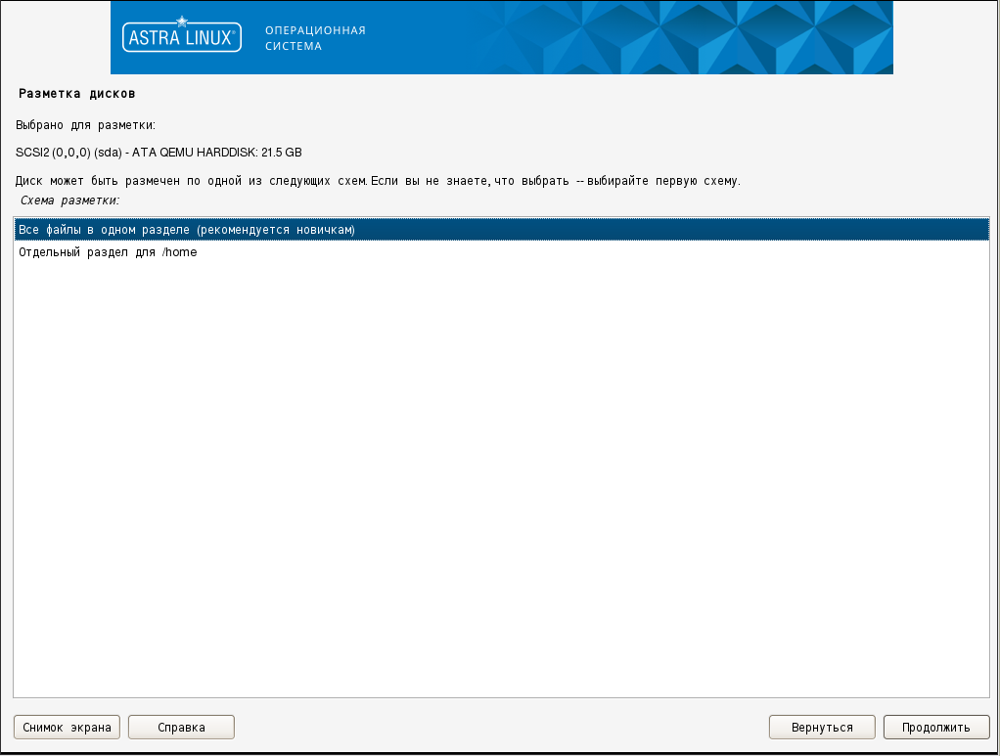 ASTRA LINUX®
ОПЕРАЦИОННАЯ
СИСТЕМА
Разметка дисков
Выбрано для разметки:
SCSI2 (0,0,0) (sda) - ATA QEMU HARDDISK: 21.5 GB
Диск может быть размечен по одной из следующих схем. Если вы не знаете, что выбрать -- выбирайте первую схему.
Схема разметки:
Все файлы в одном разделе (рекомендуется новичкам)
Отдельный раздел для /home
Снимок экрана Справка Вернуться Продолжить